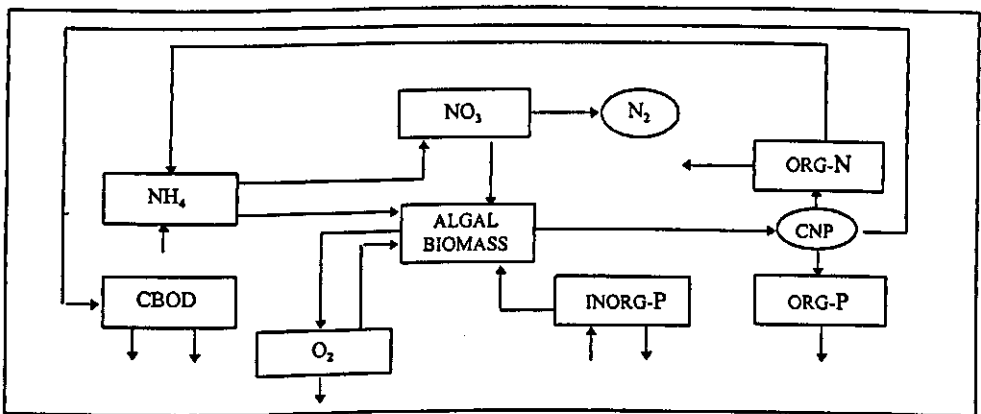 NO₃
N₂
ORG-N
NH₄
ALGAL
BIOMASS
CNP
CBOD
INORG-P
ORG-P
O₂